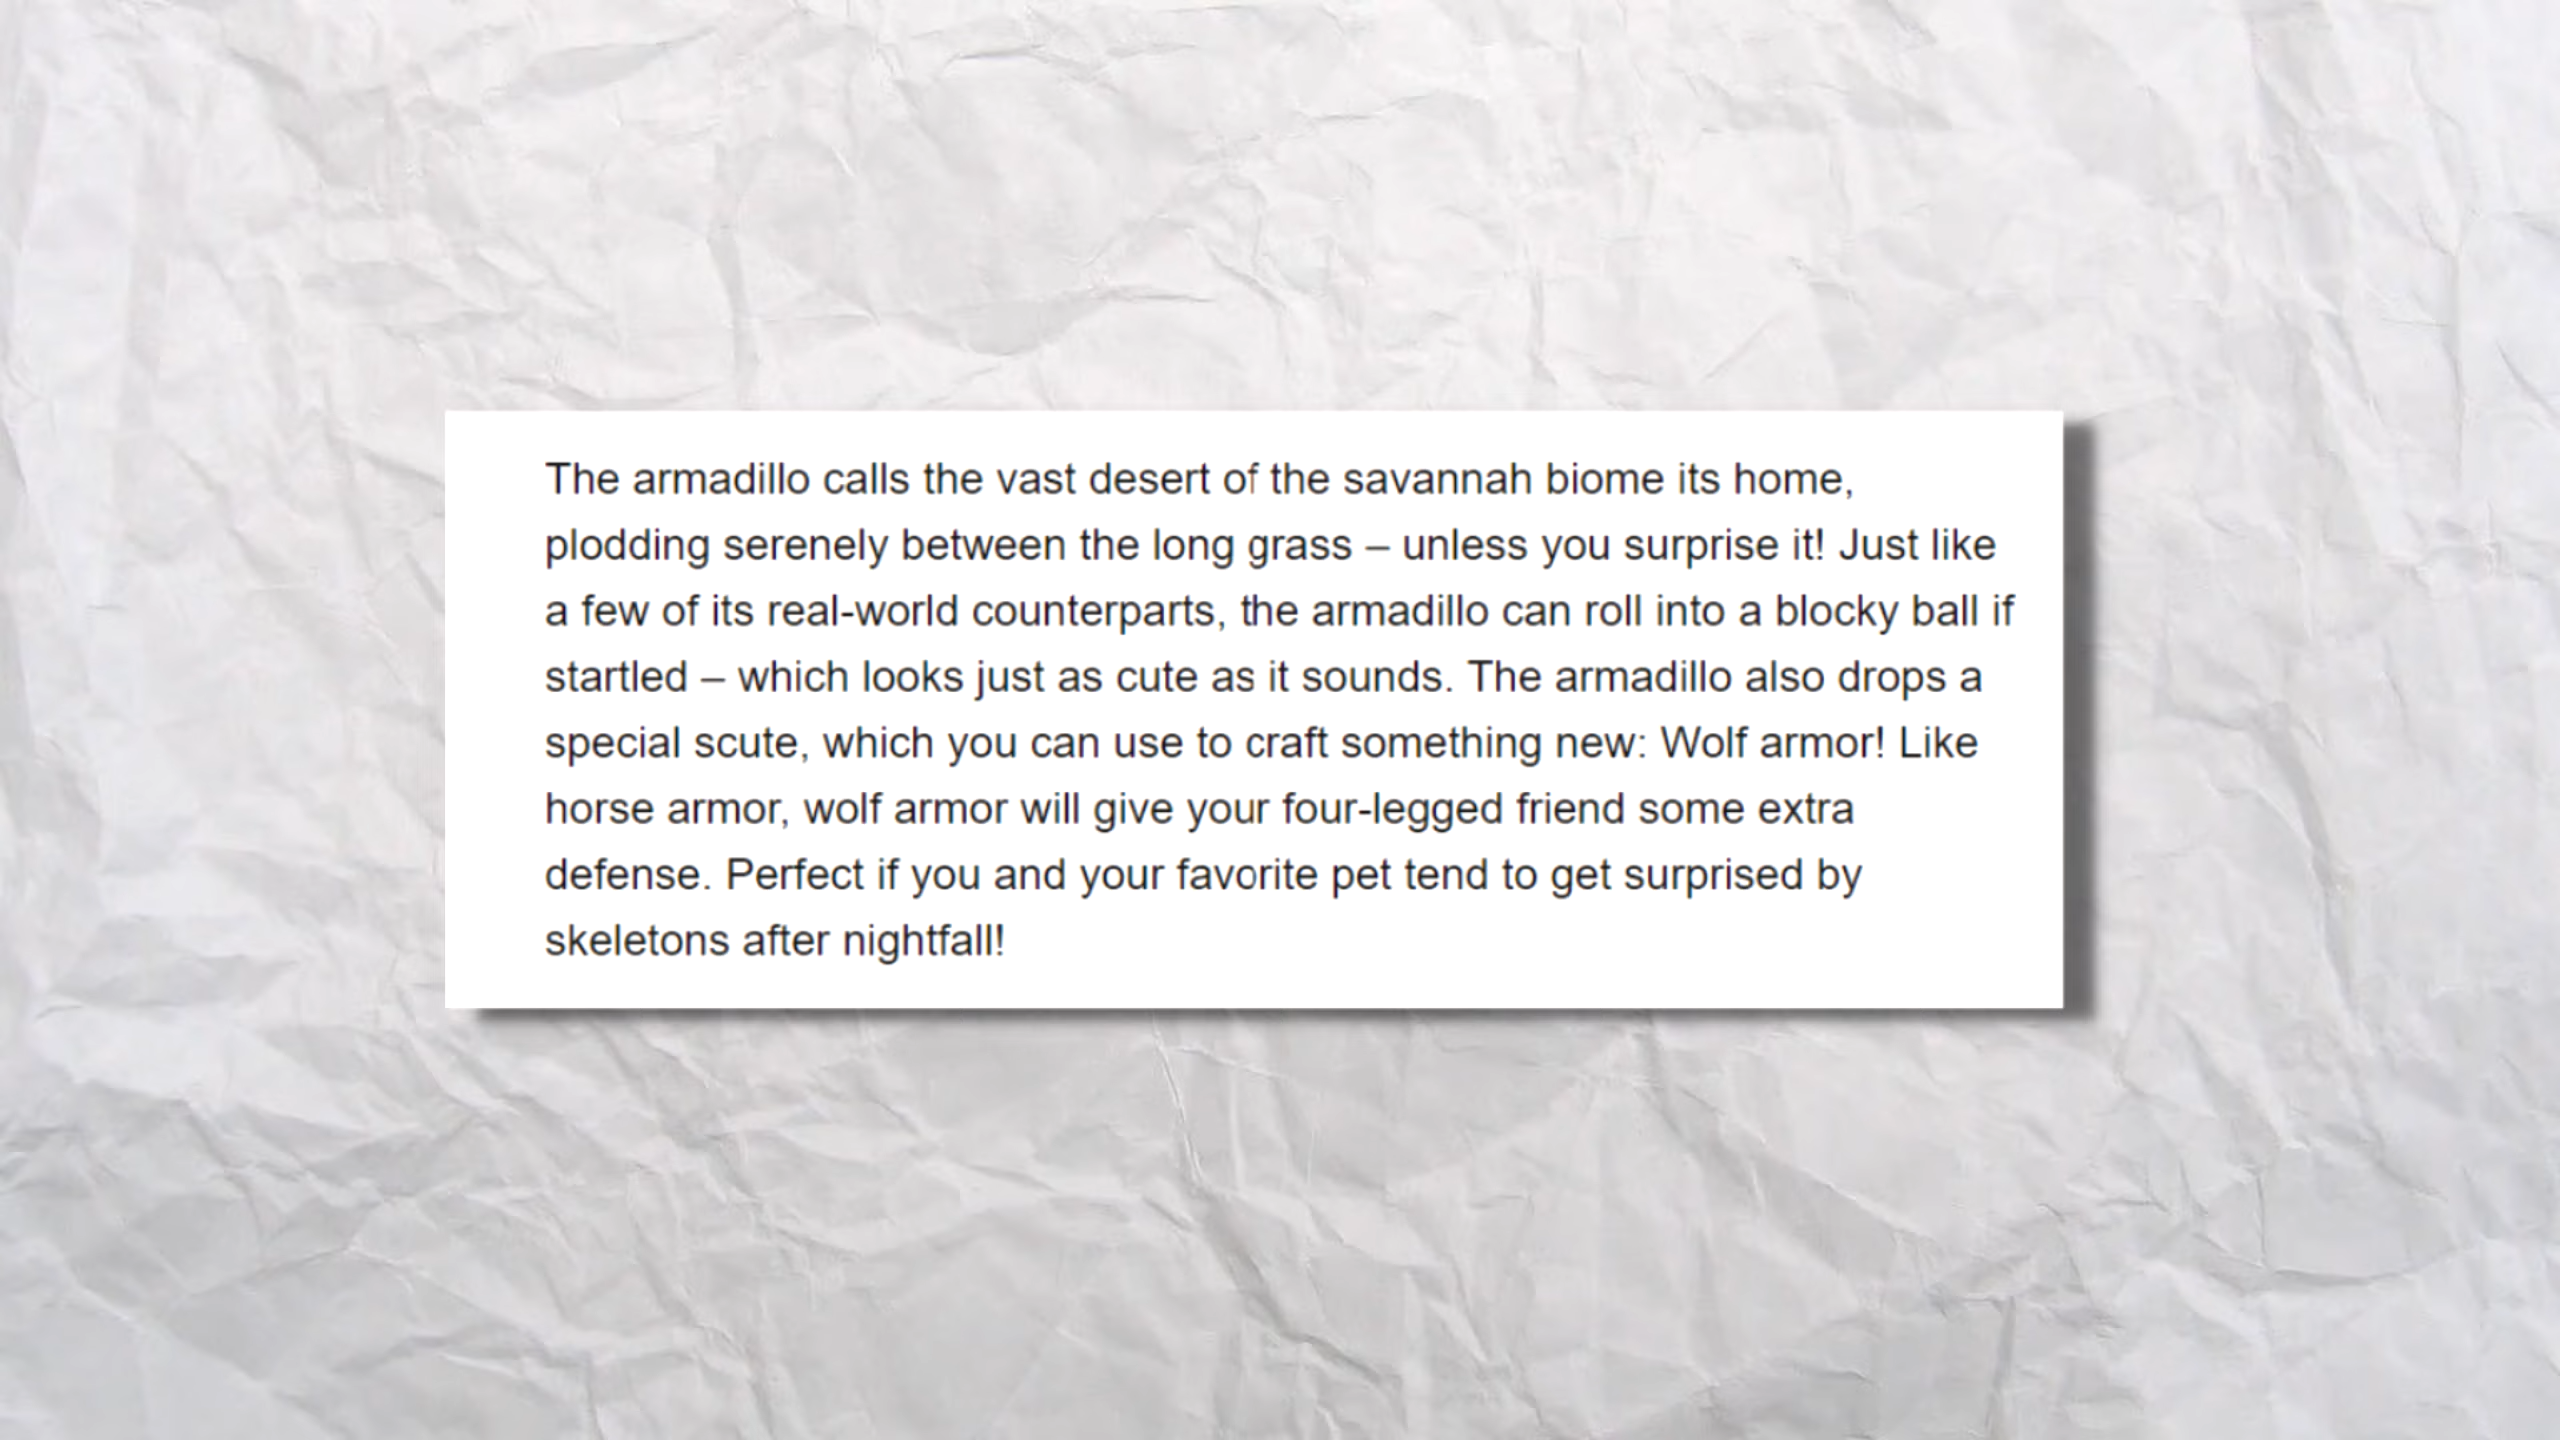 The armadillo calls the vast desert of the savannah biome its home,
plodding serenely between the long grass – unless you surprise it! Just like
a few of its real-world counterparts, the armadillo can roll into a blocky ball if
startled – which looks just as cute as it sounds. The armadillo also drops a
special scute, which you can use to craft something new: Wolf armor! Like
horse armor, wolf armor will give your four-legged friend some extra
defense. Perfect if you and your favorite pet tend to get surprised by
skeletons after nightfall!